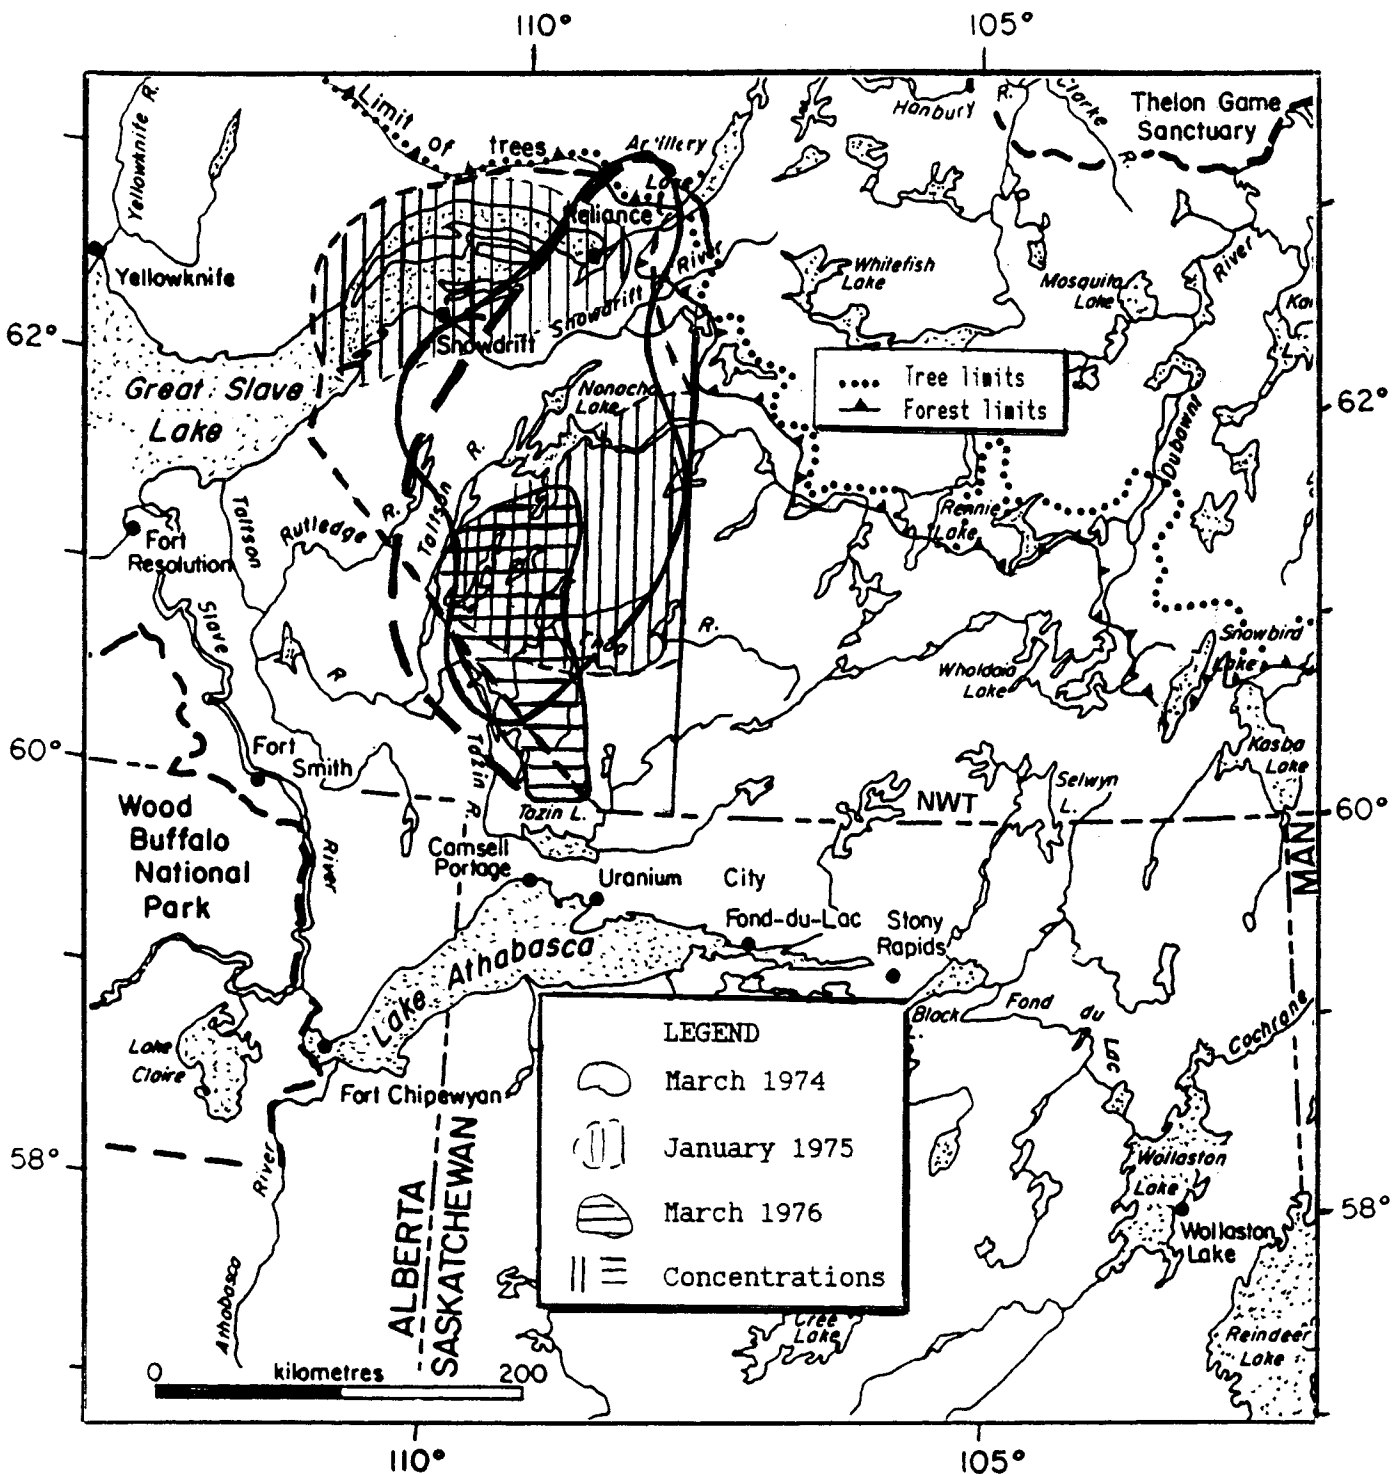 110°
105°
Limit of trees
Yellowknife R.
Hanbury R.
Clarke R.
Thelon Game
Sanctuary
Artillery
Lake
Reliance
Yellowknife
Snowdrift River
Whitefish
Lake
Mosquito
Lake
River
62°
Snowdrift
Great Slave
Lake
Nonacho
Lake
Tree limits
Forest limits
62°
Dubawnt
R.
Taltson
Rutledge R.
Taltson
Fort
Resolution
Rennie
Lake
Slave
R.
R
Snowbird
Lake
Wholdaia
Lake
60°
Fort
Smith
Tazin R.
Kasba
Lake
Selwyn
L.
NWT
60°
Wood
Buffalo
National
Park
River
Tazin L.
Camsell
Portage
Uranium City
MANI
Fond-du-Lac
Stony
Rapids
Lake Athabasca
Black
Fond du Lac
Cochrane
Lake
Claire
Fort Chipewyan
LEGEND
March 1974
January 1975
March 1976
Concentrations
58°
River
Athabasca
ALBERTA
SASKATCHEWAN
Wollaston
Lake
58°
Wollaston
Lake
Cree
Lake
Reindeer
Lake
0 kilometres 200
110°
105°